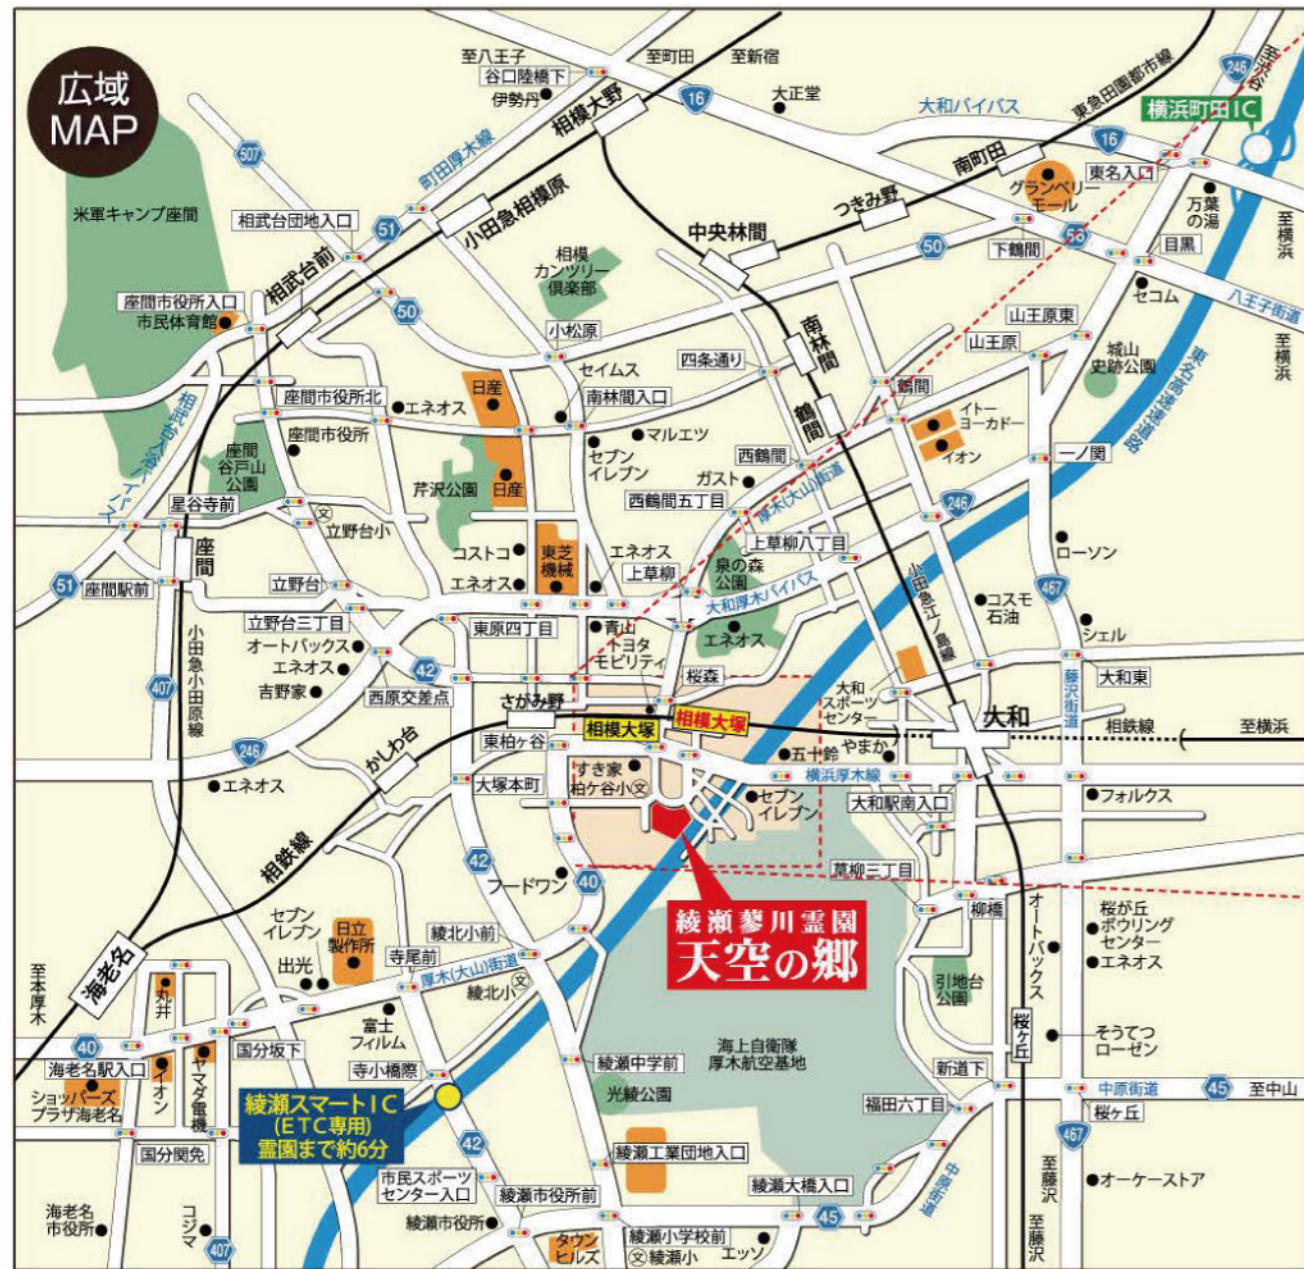 広域
MAP
至八王子
谷口陸橋下
伊勢丹
至町田
至新宿
相模大野
16
大正堂
大和バイパス
東急田園都市線
246
至渋谷
横浜町田IC
16
南町田
東名入口
グランベリー
モール
万葉
の湯
至横浜
507
町田厚木線
米軍キャンプ座間
相武台団地入口
51
小田急相模原
つきみ野
中央林間
50
下鶴間
56
目黒
セコム
八王子街道
至横浜
相模
カンツリー
倶楽部
相武台前
座間市役所入口
市民体育館
50
小松原
南林間
山王原東
山王原
城山
史跡公園
東名高速道路
四条通り
セイムス
日産
南林間入口
鶴間
鶴間
イトー
ヨーカドー
イオン
一ノ関
座間市役所北
エネオス
座間市役所
マルエツ
セブン
イレブン
西鶴間
ガスト
西鶴間五丁目
厚木(大山)街道
246
座間
谷戸山
公園
相武台入谷バイパス
星谷寺前
芹沢公園
日産
文
立野台小
コストコ
エネオス
東芝
機械
エネオス
上草柳
泉の森
公園
上草柳八丁目
ローソン
座間
51
座間駅前
立野台
大和厚木バイパス
小田急江ノ島線
467
コスモ
石油
シェル
立野台三丁目
東原四丁目
青山
トヨタ
モビリティ
エネオス
オートバックス
エネオス
吉野家
42
西原交差点
桜森
大和
スポーツ
センター
藤沢街道
大和東
小田急小田原線
407
さがみ野
相模大塚
相模大塚
大和
相鉄線
至横浜
246
かしわ台
東柏ヶ谷
五十鈴
やまか
エネオス
大塚本町
すき家
柏ケ谷小
文
横浜厚木線
セブン
イレブン
大和駅南入口
フォルクス
相鉄線
42
フードワン
40
草柳三丁目
柳橋
綾瀬蓼川霊園
天空の郷
オートバックス
桜が丘
ボウリング
センター
エネオス
セブン
イレブン
出光
日立
製作所
綾北小前
寺尾前
厚木(大山)街道
綾北小
文
引地台
公園
海老名
至本厚木
丸井
富士
フィルム
桜ヶ丘
そうてつ
ローゼン
40
国分坂下
海老名駅入口
イオン
ヤマダ電機
ショッパーズ
プラザ海老名
寺小橋際
綾瀬中学前
海上自衛隊
厚木航空基地
新道下
中原街道
45
至中山
綾瀬スマートIC
(ETC専用)
霊園まで約6分
光綾公園
福田六丁目
桜ヶ丘
467
国分関免
42
市民スポーツ
センター入口
綾瀬工業団地入口
綾瀬大橋入口
中原街道
至藤沢
オーケーストア
海老名
市役所
コジマ
407
綾瀬市役所前
綾瀬市役所
タウン
ヒルズ
綾瀬小学校前
文
綾瀬小
エッソ
45
至藤沢